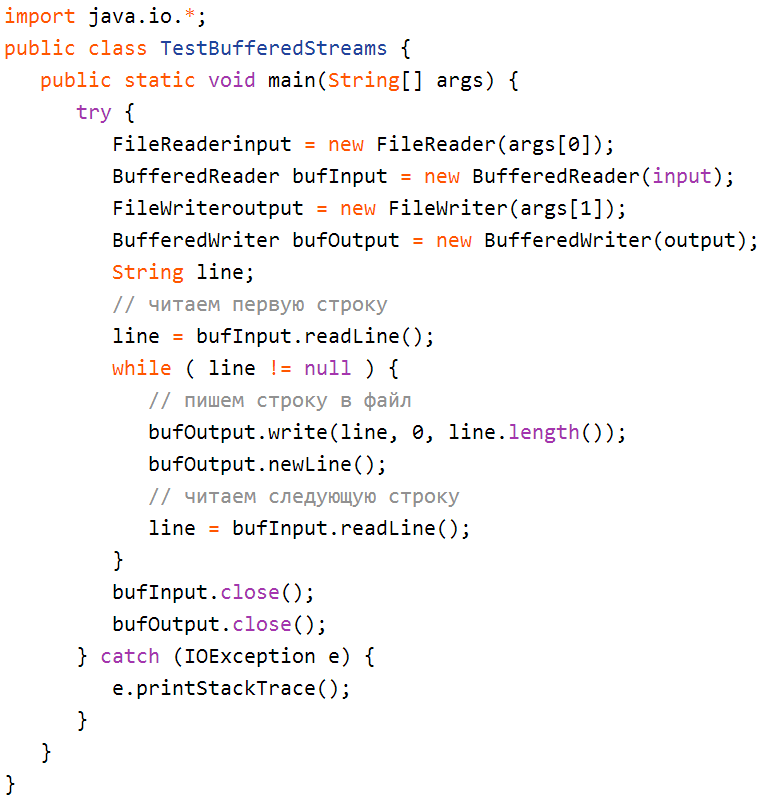 import java.io.*;
public class TestBufferedStreams {
   public static void main(String[] args) {
      try {
         FileReaderinput = new FileReader(args[0]);
         BufferedReader bufInput = new BufferedReader(input);
         FileWriteroutput = new FileWriter(args[1]);
         BufferedWriter bufOutput = new BufferedWriter(output);
         String line;
         // читаем первую строку
         line = bufInput.readLine();
         while ( line != null ) {
            // пишем строку в файл
            bufOutput.write(line, 0, line.length());
            bufOutput.newLine();
            // читаем следующую строку
            line = bufInput.readLine();
         }
         bufInput.close();
         bufOutput.close();
      } catch (IOException e) {
         e.printStackTrace();
      }
   }
}